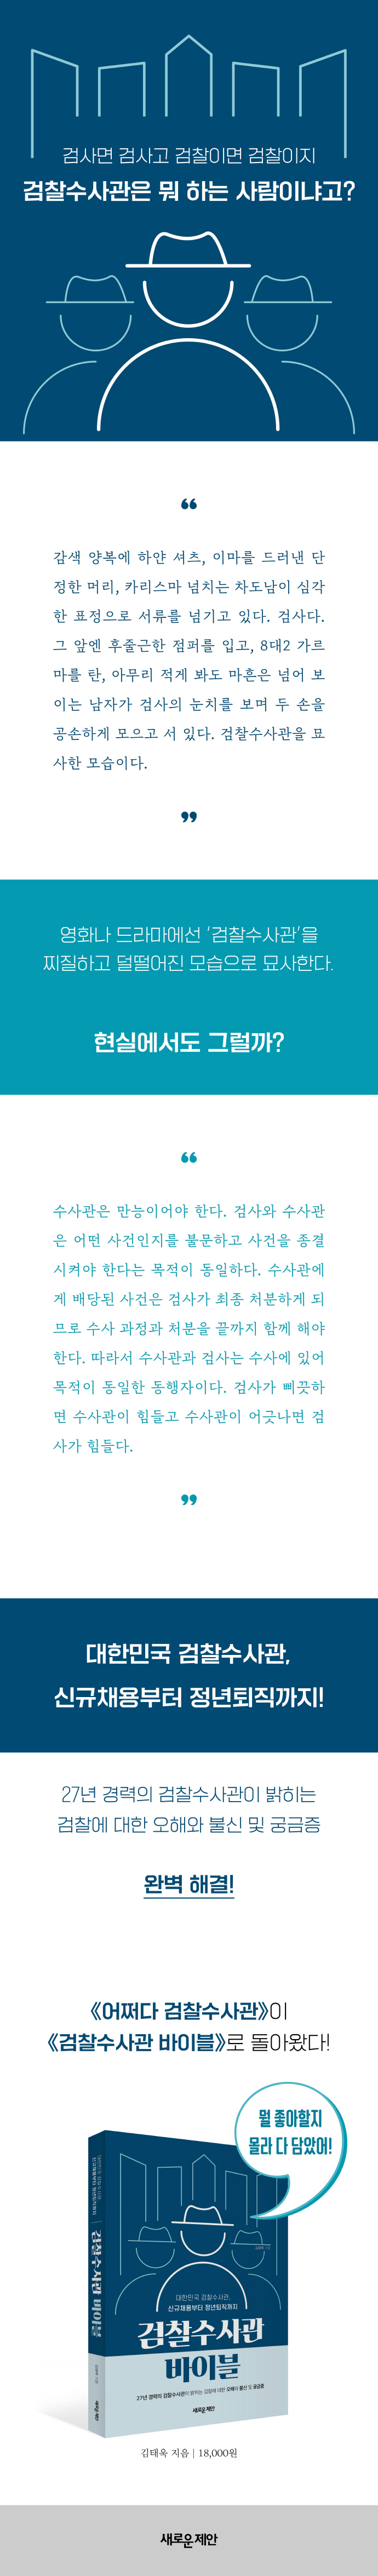 검사면 검사고 검찰이면 검찰이지
검찰수사관은 뭐 하는 사람이냐고?
“
감색 양복에 하얀 셔츠, 이마를 드러낸 단
정한 머리, 카리스마 넘치는 차도남이 심각
한 표정으로 서류를 넘기고 있다. 검사다.
그 앞엔 후줄근한 점퍼를 입고, 8대2 가르
마를 탄, 아무리 적게 봐도 마흔은 넘어 보
이는 남자가 검사의 눈치를 보며 두 손을
공손하게 모으고 서 있다. 검찰수사관을 묘
사한 모습이다.
”
영화나 드라마에선 ‘검찰수사관’을
찌질하고 덜떨어진 모습으로 묘사한다.
현실에서도 그럴까?
“
수사관은 만능이어야 한다. 검사와 수사관
은 어떤 사건인지를 불문하고 사건을 종결
시켜야 한다는 목적이 동일하다. 수사관에
게 배당된 사건은 검사가 최종 처분하게 되
므로 수사 과정과 처분을 끝까지 함께 해야
한다. 따라서 수사관과 검사는 수사에 있어
목적이 동일한 동행자이다. 검사가 삐끗하
면 수사관이 힘들고 수사관이 어긋나면 검
사가 힘들다.
”
대한민국 검찰수사관,
신규채용부터 정년퇴직까지!
27년 경력의 검찰수사관이 밝히는
검찰에 대한 오해와 불신 및 궁금증
완벽 해결!
《어쩌다 검찰수사관》이
《검찰수사관 바이블》로 돌아왔다!
뭘 좋아할지
몰라 다 담았어!
대한민국 검찰수사관,
신규채용부터 정년퇴직까지
검찰수사관
바이블
27년 경력의 검찰수사관이 밝히는 검찰에 대한 오해와 불신 및 궁금증
새로운제안
검찰수사관 바이블
새로운제안
김태욱 지음 | 18,000원
새로운제안